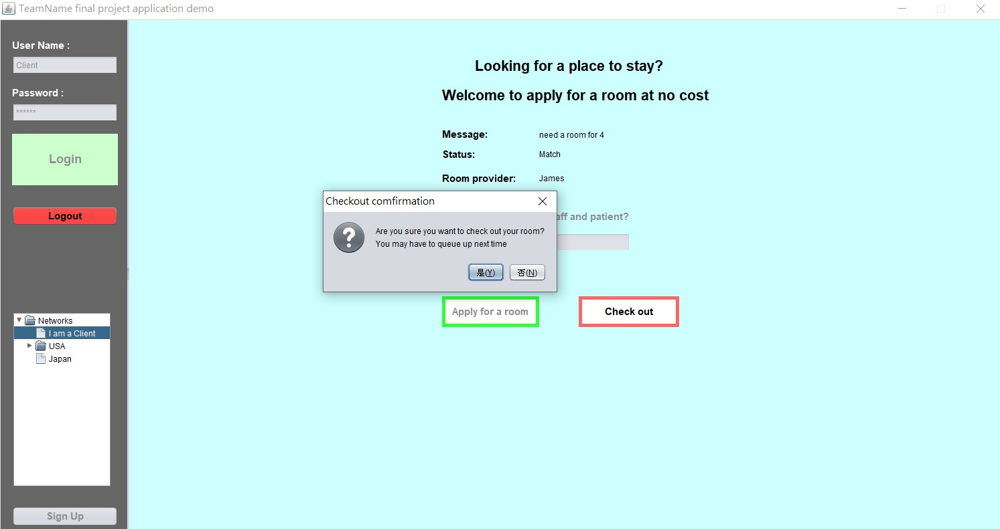 TeamName final project application demo
User Name :
Client
Password :
******
Login
Logout
Networks
I am a Client
USA
Japan
Sign Up
Looking for a place to stay?
Welcome to apply for a room at no cost
Message: need a room for 4
Status: Match
Room provider: James
and patient?
Checkout comfirmation
Are you sure you want to check out your room?
You may have to queue up next time
是(Y) 否(N)
Apply for a room Check out